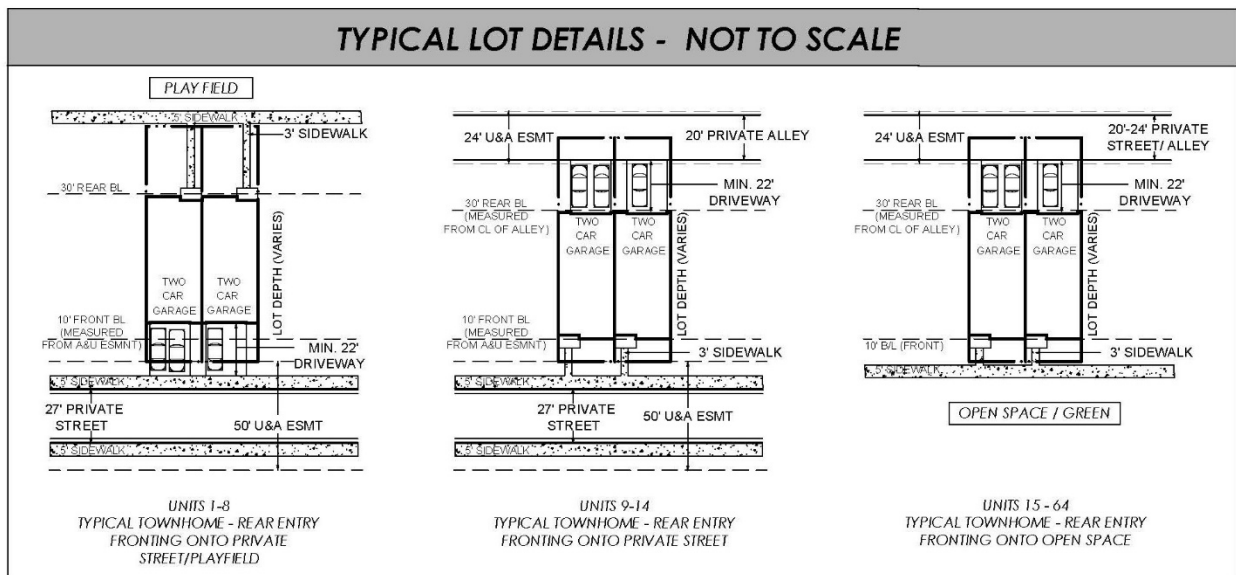 TYPICAL LOT DETAILS - NOT TO SCALE
PLAY FIELD
5' SIDEWALK
3' SIDEWALK
30' REAR BL
TWO
CAR
GARAGE
TWO
CAR
GARAGE
LOT DEPTH (VARIES)
10' FRONT BL
(MEASURED
FROM A&U ESMNT)
MIN. 22'
DRIVEWAY
5' SIDEWALK
27' PRIVATE
STREET
50' U&A ESMT
5' SIDEWALK
UNITS 1-8
TYPICAL TOWNHOME - REAR ENTRY
FRONTING ONTO PRIVATE
STREET/PLAYFIELD
24' U&A ESMT
20' PRIVATE ALLEY
MIN. 22'
DRIVEWAY
30' REAR BL
(MEASURED
FROM CL OF ALLEY)
TWO
CAR
GARAGE
TWO
CAR
GARAGE
LOT DEPTH (VARIES)
10' FRONT BL
(MEASURED
FROM A&U ESMNT)
3' SIDEWALK
5' SIDEWALK
27' PRIVATE
STREET
50' U&A ESMT
5' SIDEWALK
UNITS 9-14
TYPICAL TOWNHOME - REAR ENTRY
FRONTING ONTO PRIVATE STREET
24' U&A ESMT
20'-24' PRIVATE
STREET/ ALLEY
MIN. 22'
DRIVEWAY
30' REAR BL
(MEASURED
FROM CL OF ALLEY)
TWO
CAR
GARAGE
TWO
CAR
GARAGE
LOT DEPTH (VARIES)
10' B/L (FRONT)
3' SIDEWALK
5' SIDEWALK
OPEN SPACE / GREEN
UNITS 15 - 64
TYPICAL TOWNHOME - REAR ENTRY
FRONTING ONTO OPEN SPACE